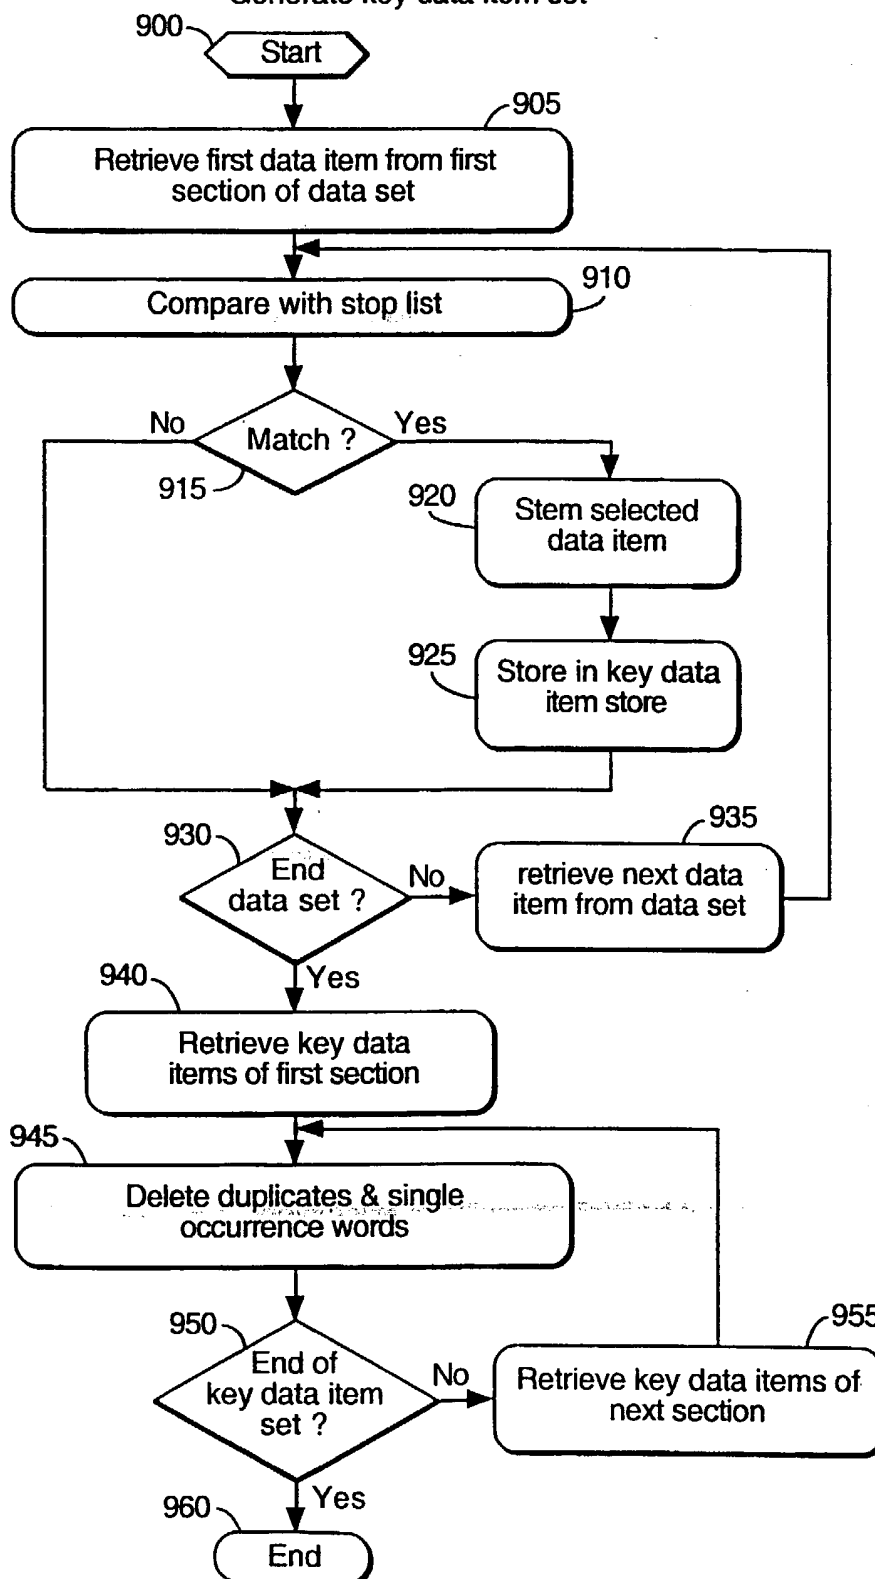 Generate key data item set
900
Start
905
Retrieve first data item from first
section of data set
910
Compare with stop list
No
Match ?
Yes
915
920
Stem selected
data item
925
Store in key data
item store
930
End
data set ?
No
935
retrieve next data
item from data set
Yes
940
Retrieve key data
items of first section
945
Delete duplicates & single
occurrence words
950
End of
key data item
set ?
No
955
Retrieve key data items of
next section
Yes
960
End